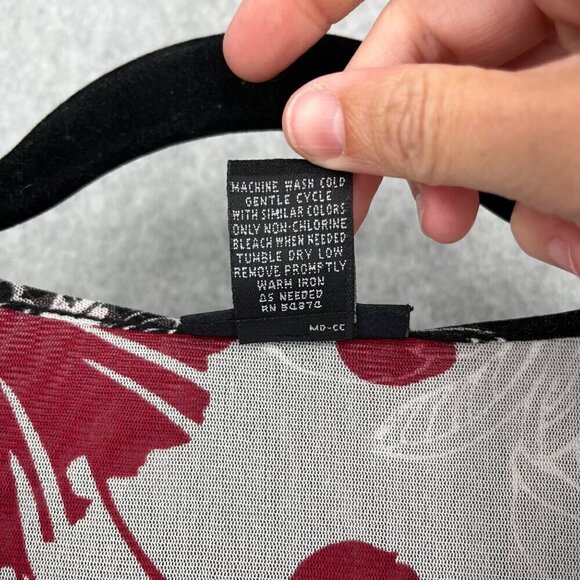 MACHINE WASH COLD
GENTLE CYCLE
WITH SIMILAR COLORS
ONLY NON-CHLORINE
BLEACH WHEN NEEDED
TUMBLE DRY LOW
REMOVE PROMPTLY
WARM IRON
AS NEEDED
RN 54874
MD-CC